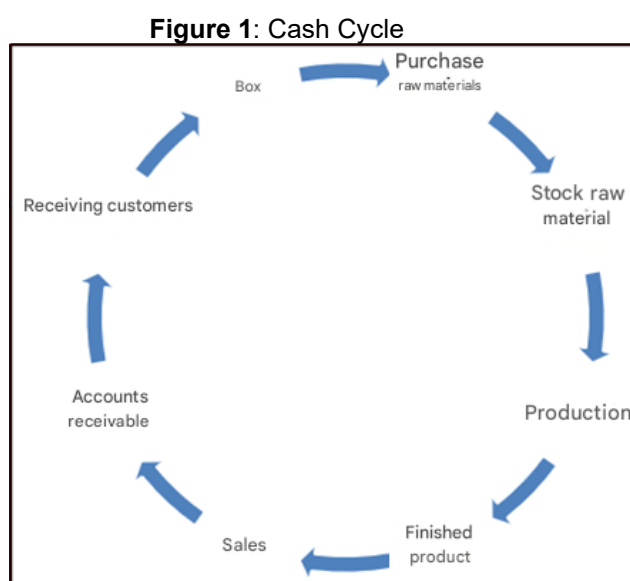 Figure 1: Cash Cycle
Box
Purchase
raw materials
Stock raw
material
Production
Finished
product
Sales
Accounts
receivable
Receiving customers